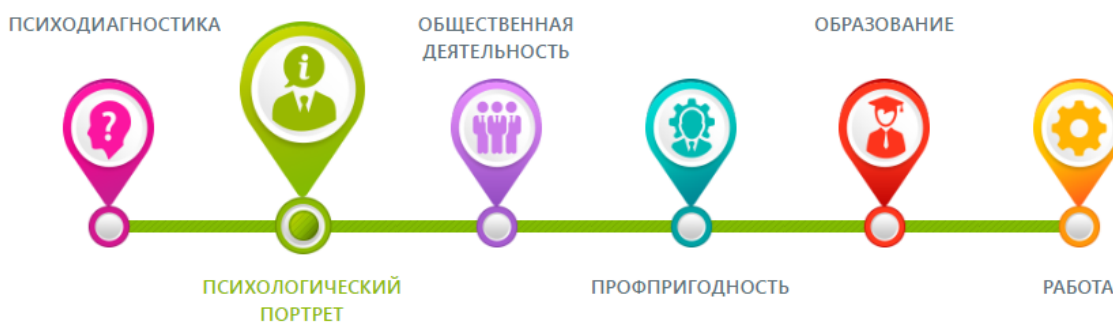 ПСИХОДИАГНОСТИКА
ОБЩЕСТВЕННАЯ
ДЕЯТЕЛЬНОСТЬ
ОБРАЗОВАНИЕ
?
i
ПСИХОЛОГИЧЕСКИЙ
ПОРТРЕТ
ПРОФПРИГОДНОСТЬ
РАБОТА